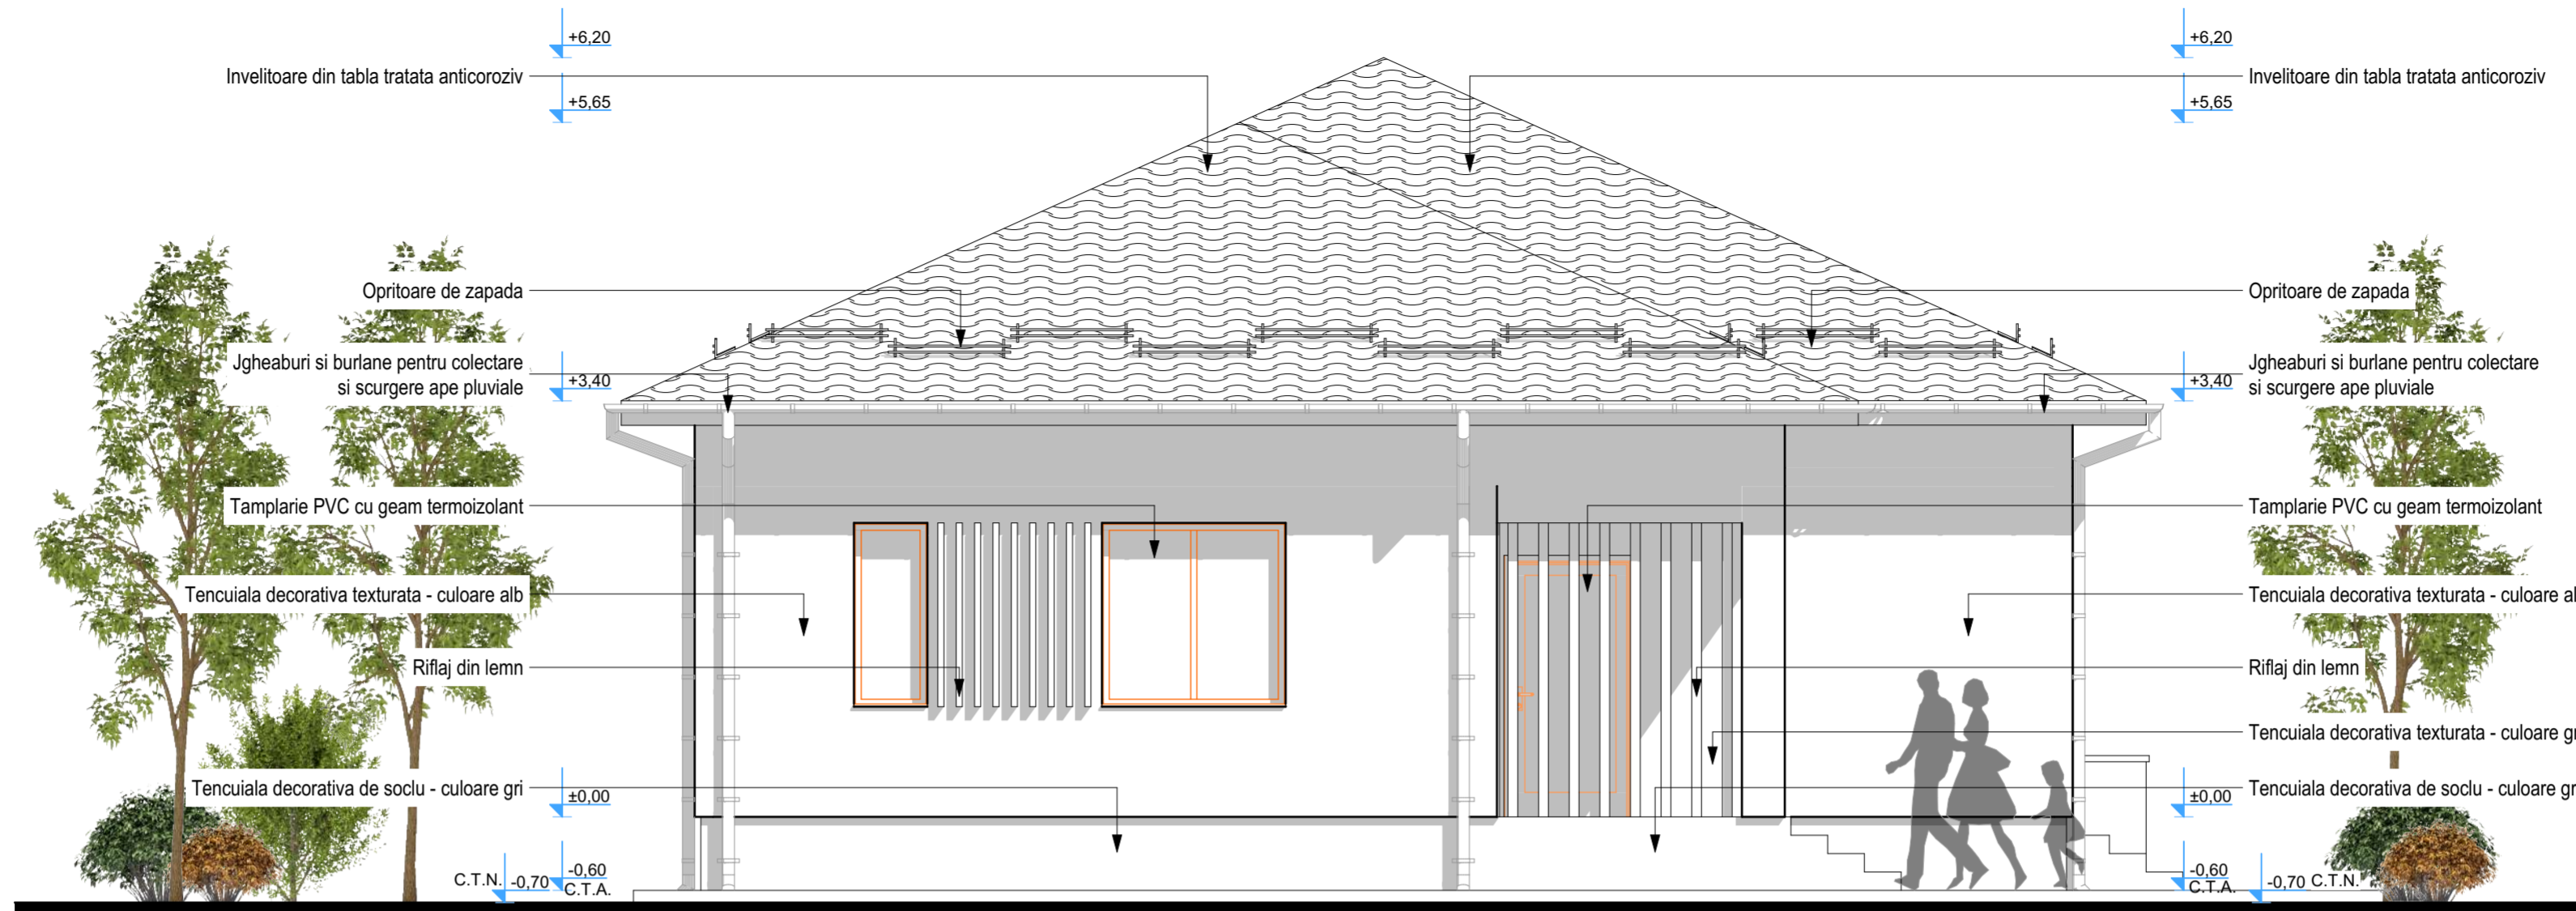 +6,20
+6,20
Invelitoare din tabla tratata anticoroziv
Invelitoare din tabla tratata anticoroziv
+5,65
+5,65
Opritoare de zapada
Opritoare de zapada
Jgheaburi si burlane pentru colectare
si scurgere ape pluviale
+3,40
+3,40
Jgheaburi si burlane pentru colectare
si scurgere ape pluviale
Tamplarie PVC cu geam termoizolant
Tamplarie PVC cu geam termoizolant
Tencuiala decorativa texturata - culoare alb
Tencuiala decorativa texturata - culoare al
Riflaj din lemn
Riflaj din lemn
Tencuiala decorativa texturata - culoare gr
Tencuiala decorativa de soclu - culoare gri
±0,00
±0,00
Tencuiala decorativa de soclu - culoare gr
C.T.N. -0,70
-0,60
C.T.A.
-0,60
C.T.A.
-0,70 C.T.N.